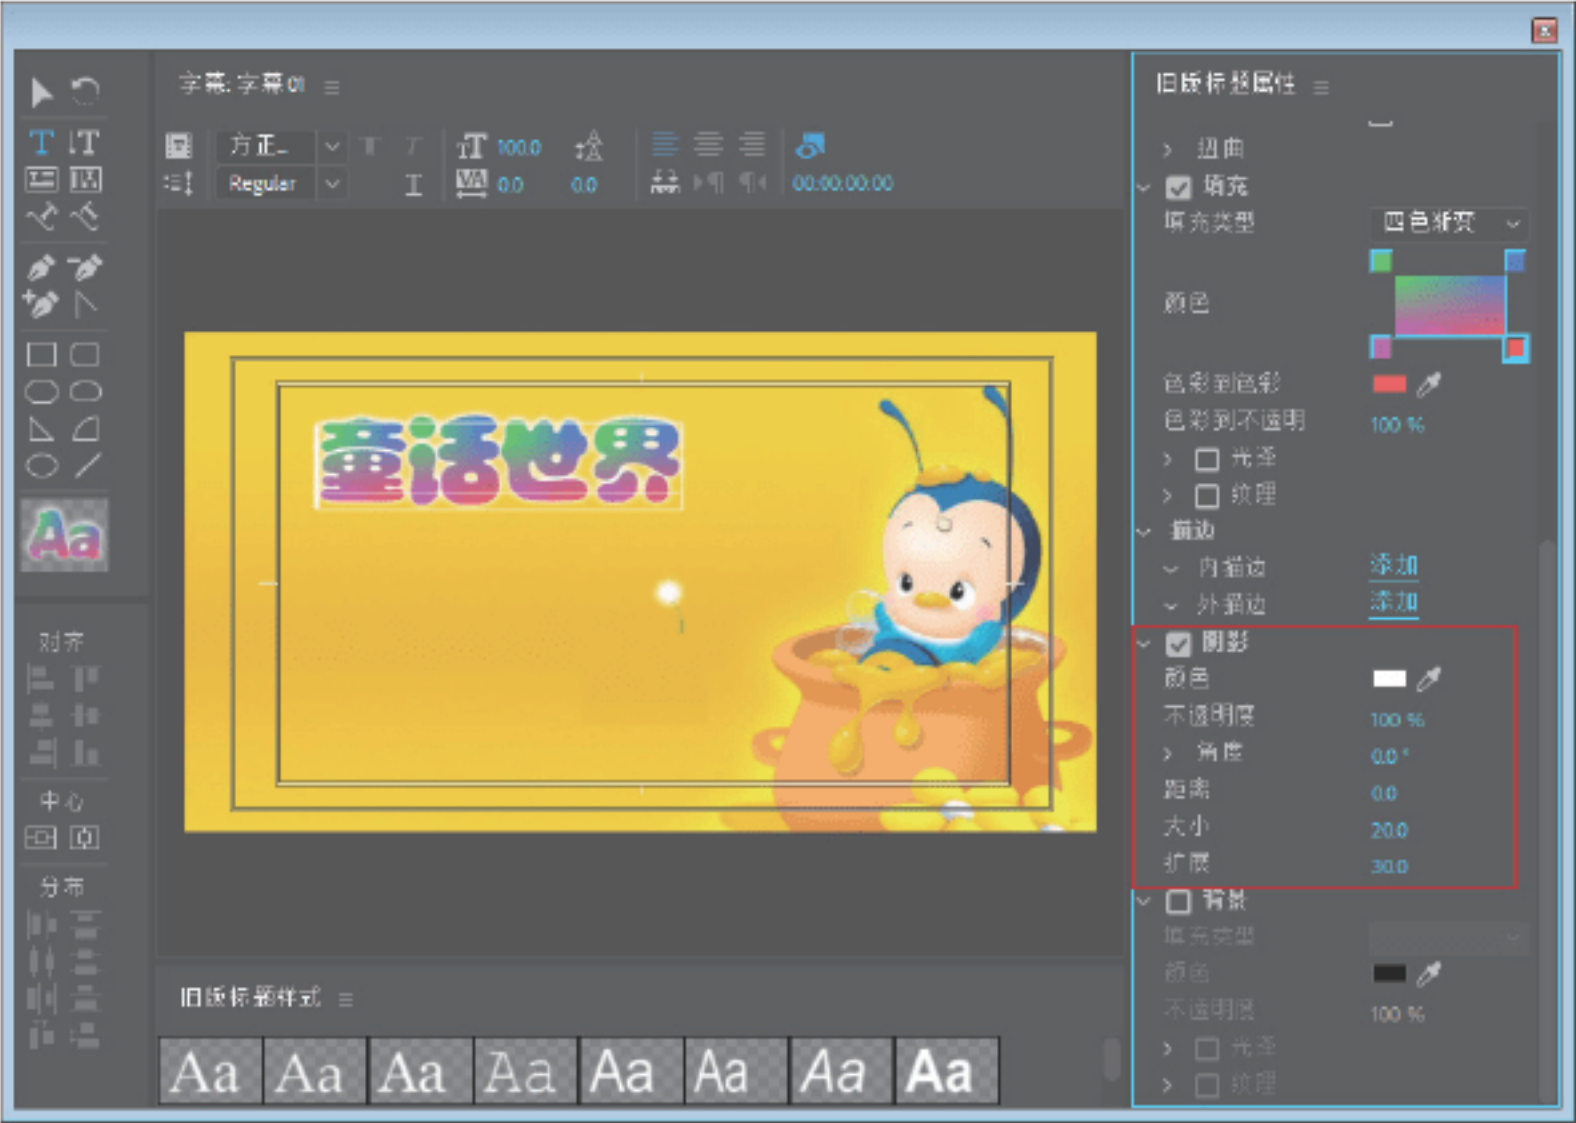 字幕: 字幕 01
方正...
100.0
Regular
0.0
0.0
00:00:00:00
童话世界
Aa
对齐
中心
分布
旧版标题样式
Aa Aa Aa Aa Aa Aa Aa Aa
旧版标题属性
扭曲
填充
填充类型 四色渐变
颜色
色彩到色彩
色彩到不透明 100 %
光泽
纹理
描边
内描边 添加
外描边 添加
阴影
颜色
不透明度 100 %
角度 0.0 °
距离 0.0
大小 20.0
扩展 30.0
背景
填充类型
颜色
不透明度 100 %
光泽
纹理